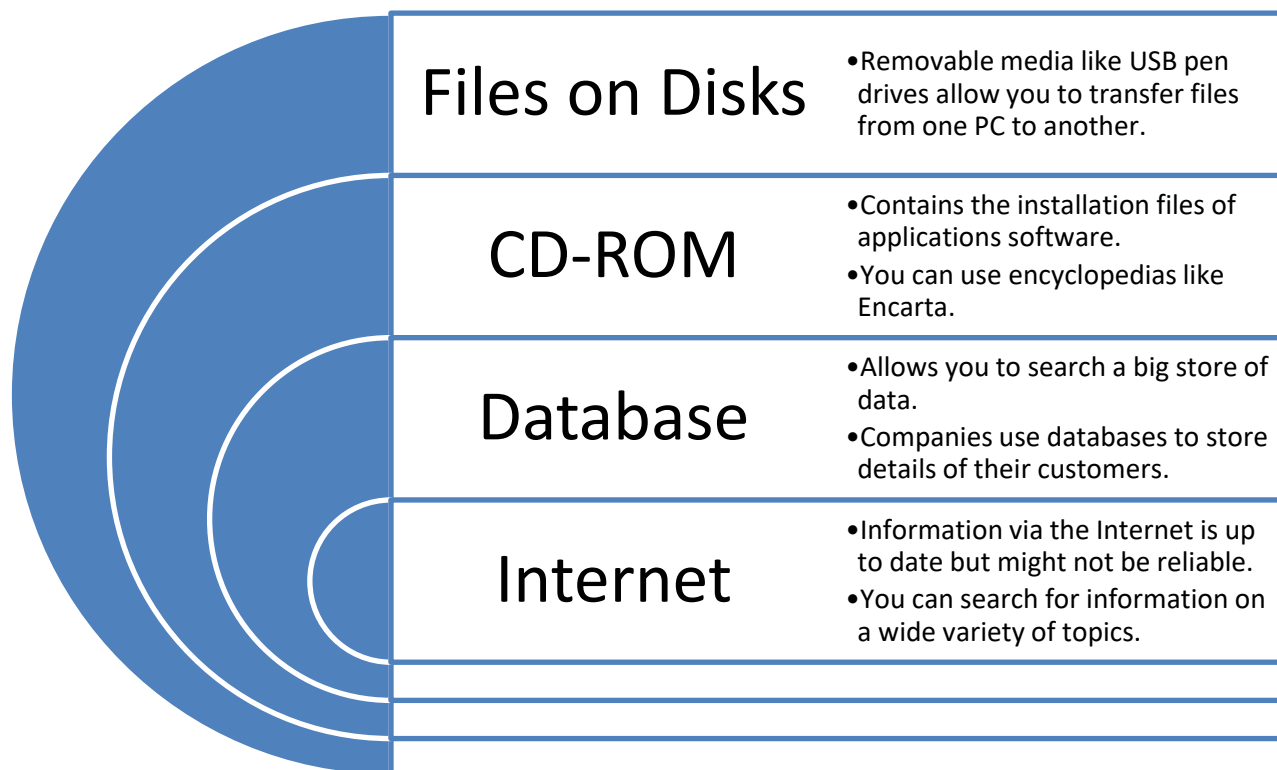 Files on Disks
•Removable media like USB pen
drives allow you to transfer files
from one PC to another.
CD-ROM
•Contains the installation files of
applications software.
•You can use encyclopedias like
Encarta.
Database
•Allows you to search a big store of
data.
•Companies use databases to store
details of their customers.
Internet
•Information via the Internet is up
to date but might not be reliable.
•You can search for information on
a wide variety of topics.